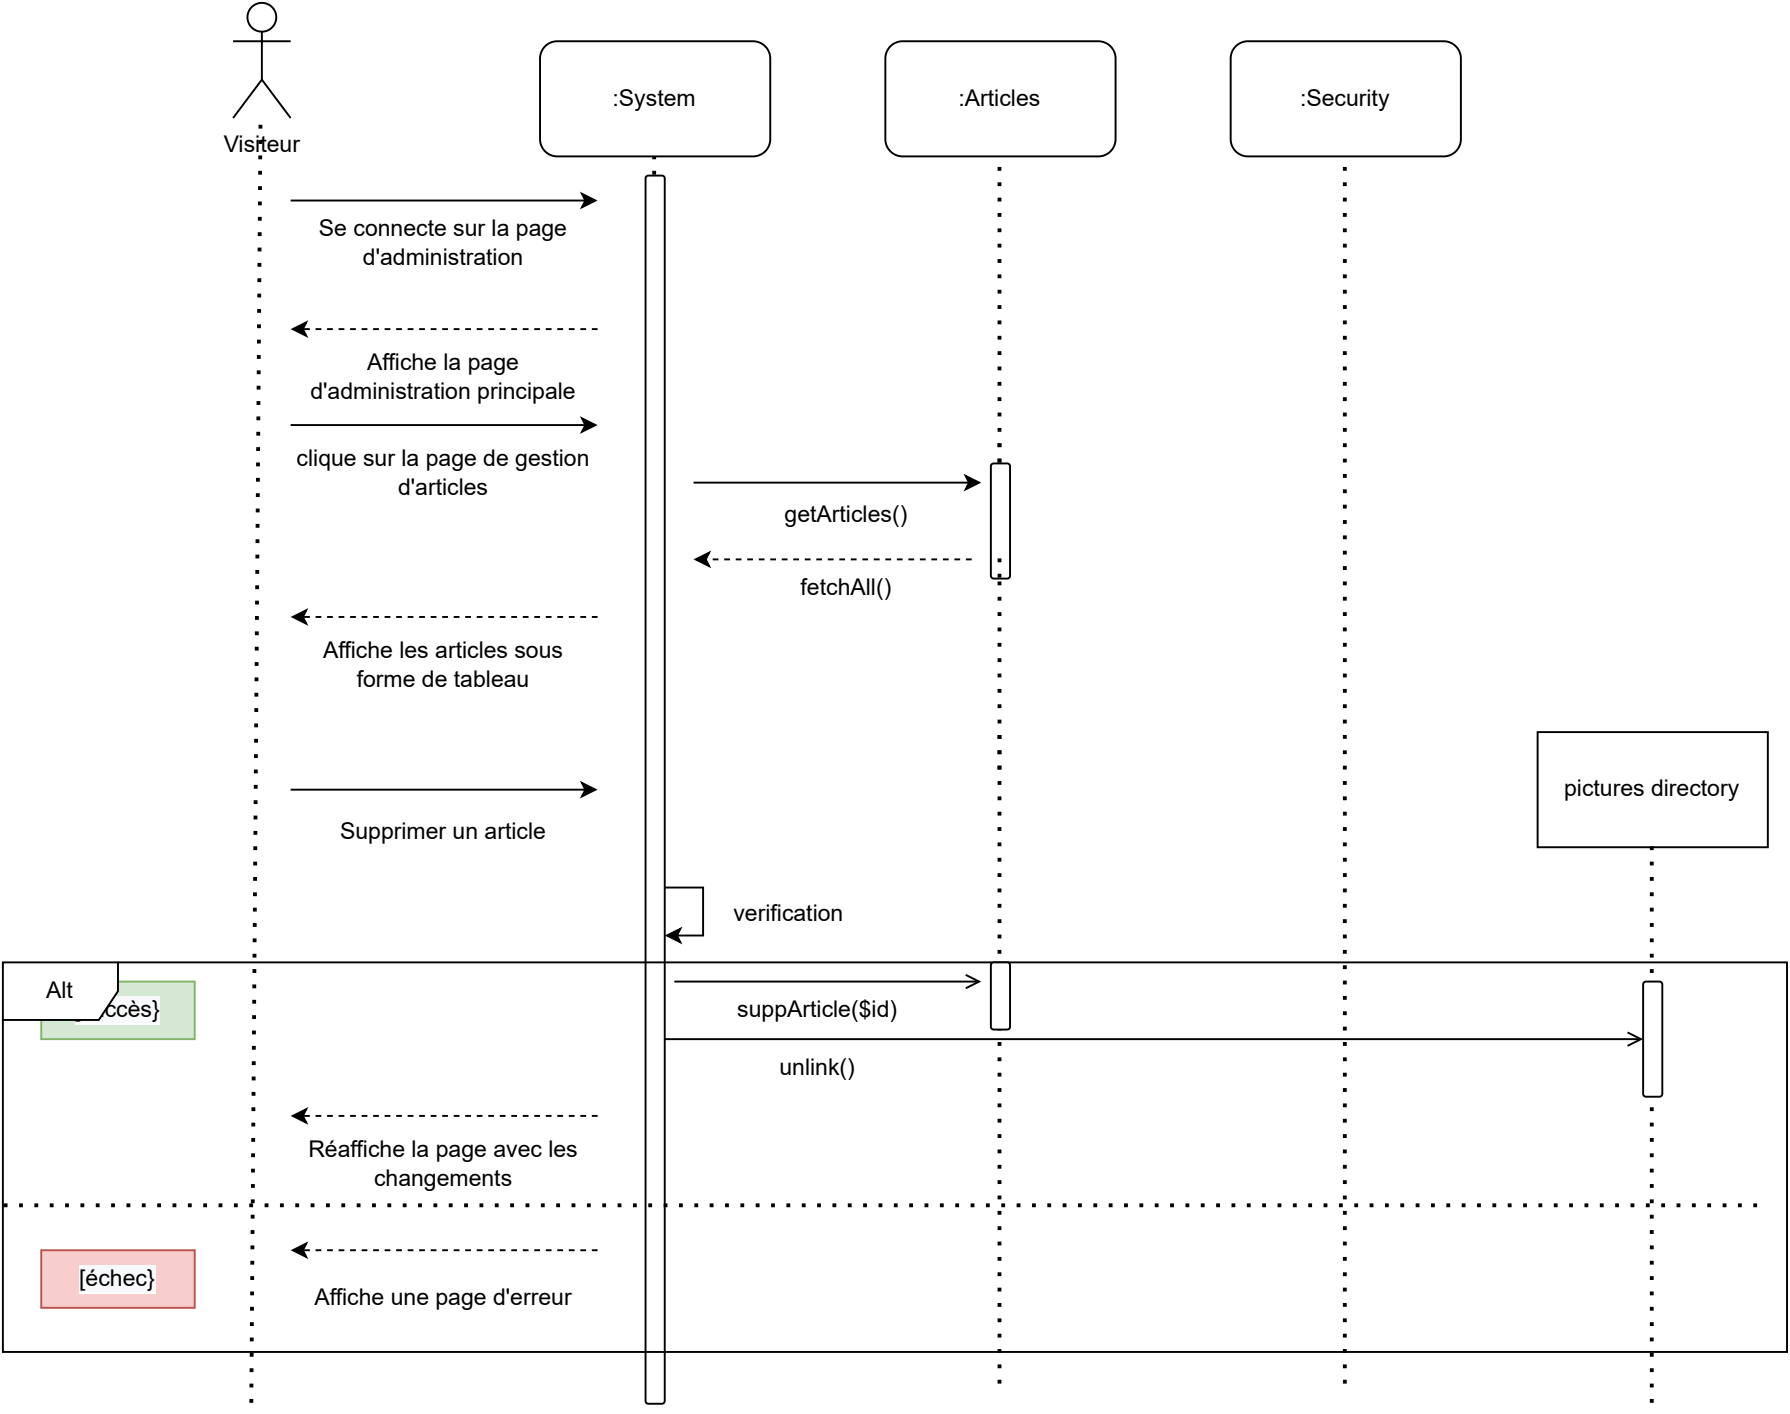 Visiteur
:System
:Articles
:Security
Se connecte sur la page
d'administration
Affiche la page
d'administration principale
clique sur la page de gestion
d'articles
getArticles()
fetchAll()
Affiche les articles sous
forme de tableau
pictures directory
Supprimer un article
verification
Alt
suppArticle($id)
unlink()
Réaffiche la page avec les
changements
[échec}
Affiche une page d'erreur